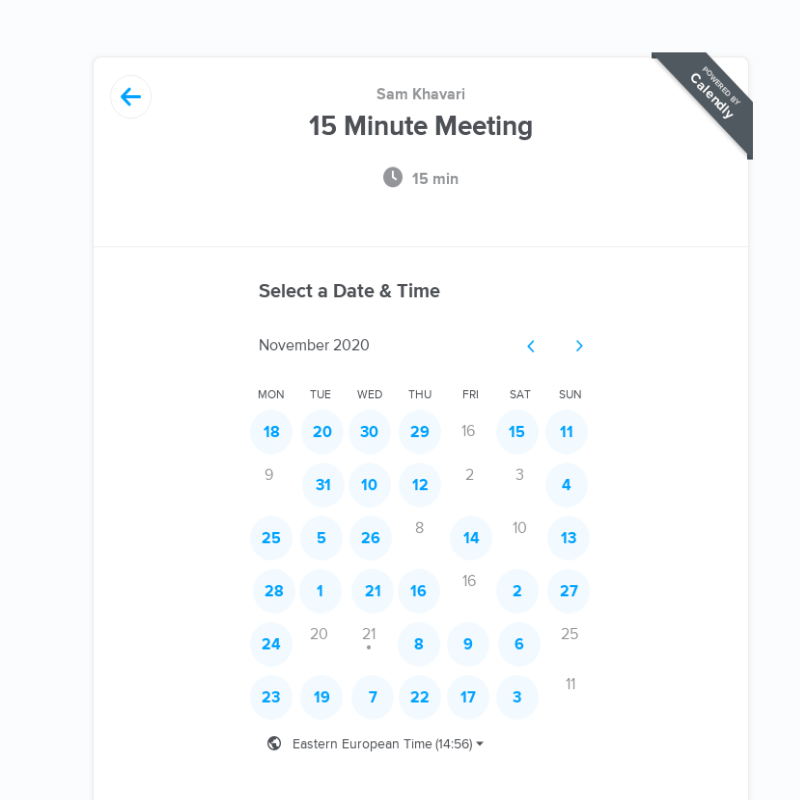 POWERED BY
Calendly
Sam Khavari
15 Minute Meeting
15 min
Select a Date & Time
November 2020
MON TUE WED THU FRI SAT SUN
18 20 30 29 16 15 11
9 31 10 12 2 3 4
25 5 26 8 14 10 13
28 1 21 16 16 2 27
24 20 21 8 9 6 25
23 19 7 22 17 3 11
Eastern European Time (14:56)